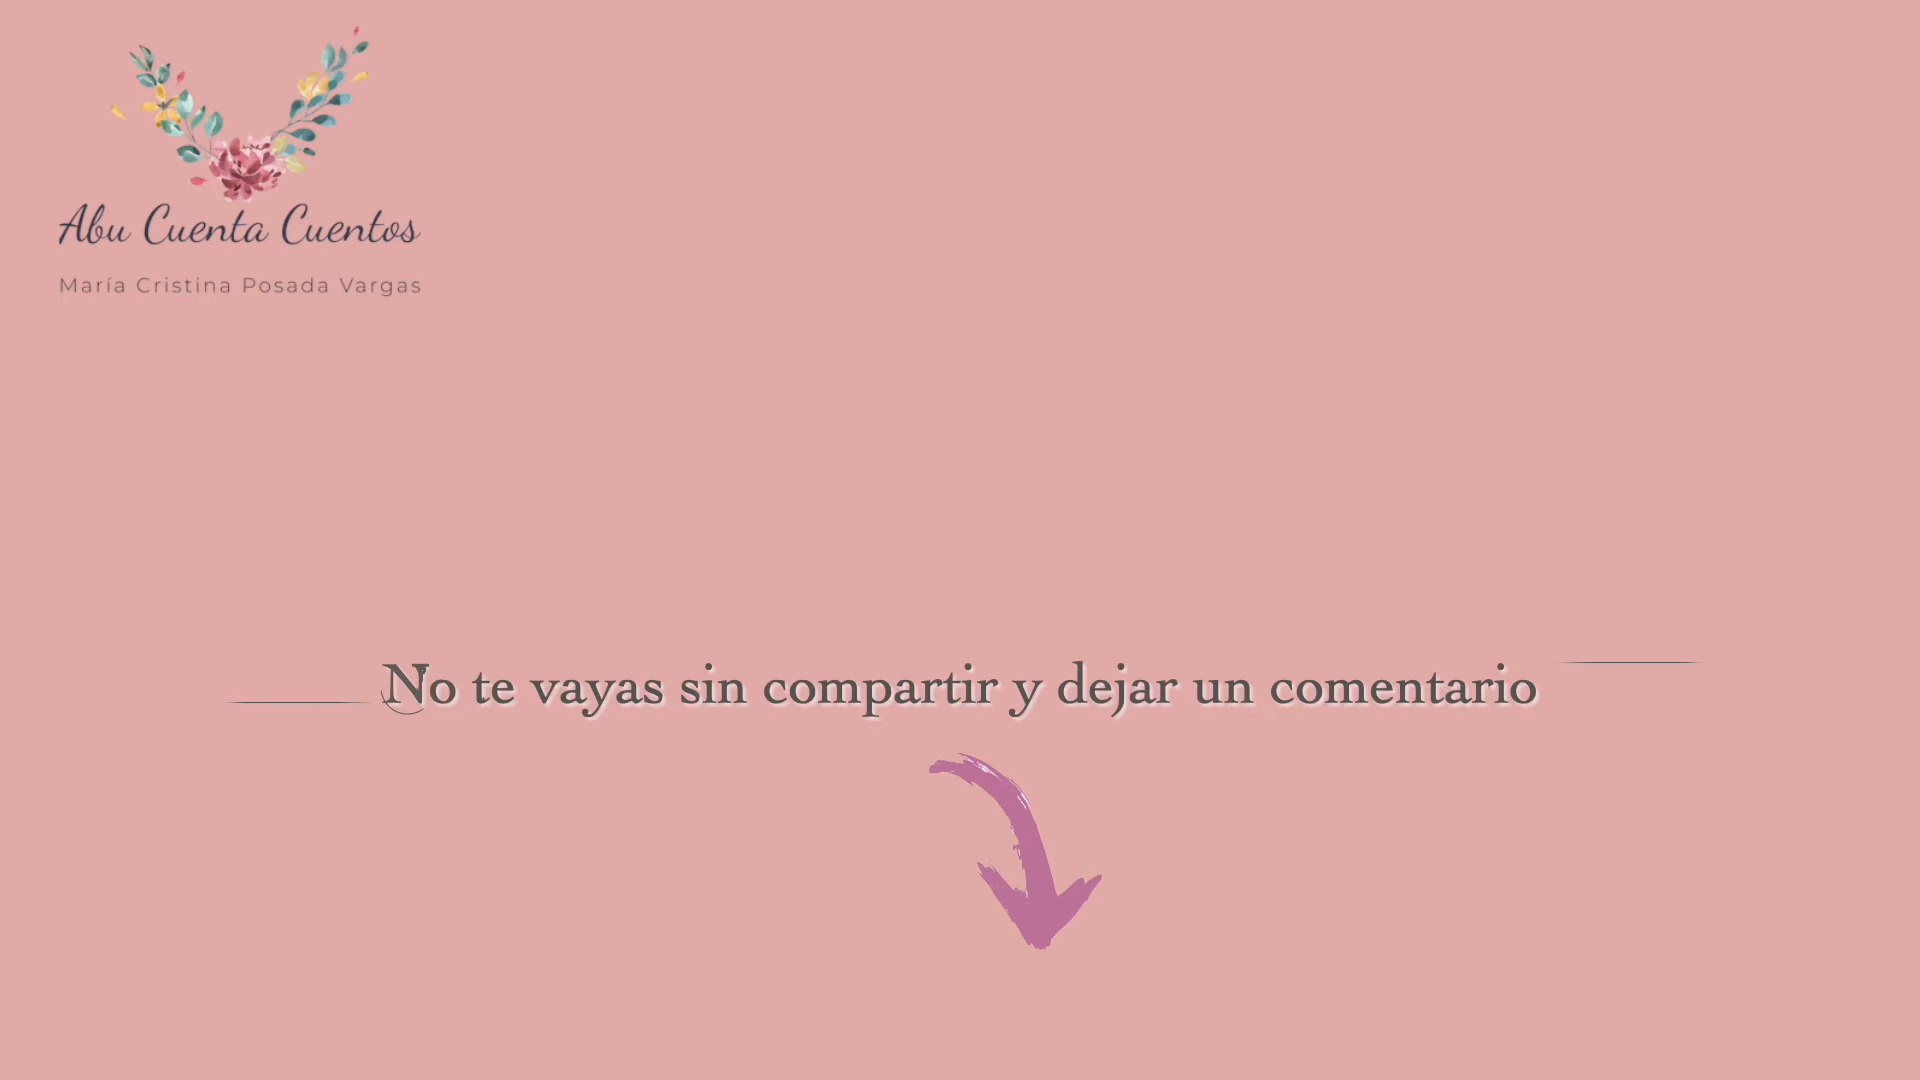 Abu Cuenta Cuentos
María Cristina Posada Vargas
No te vayas sin compartir y dejar un comentario